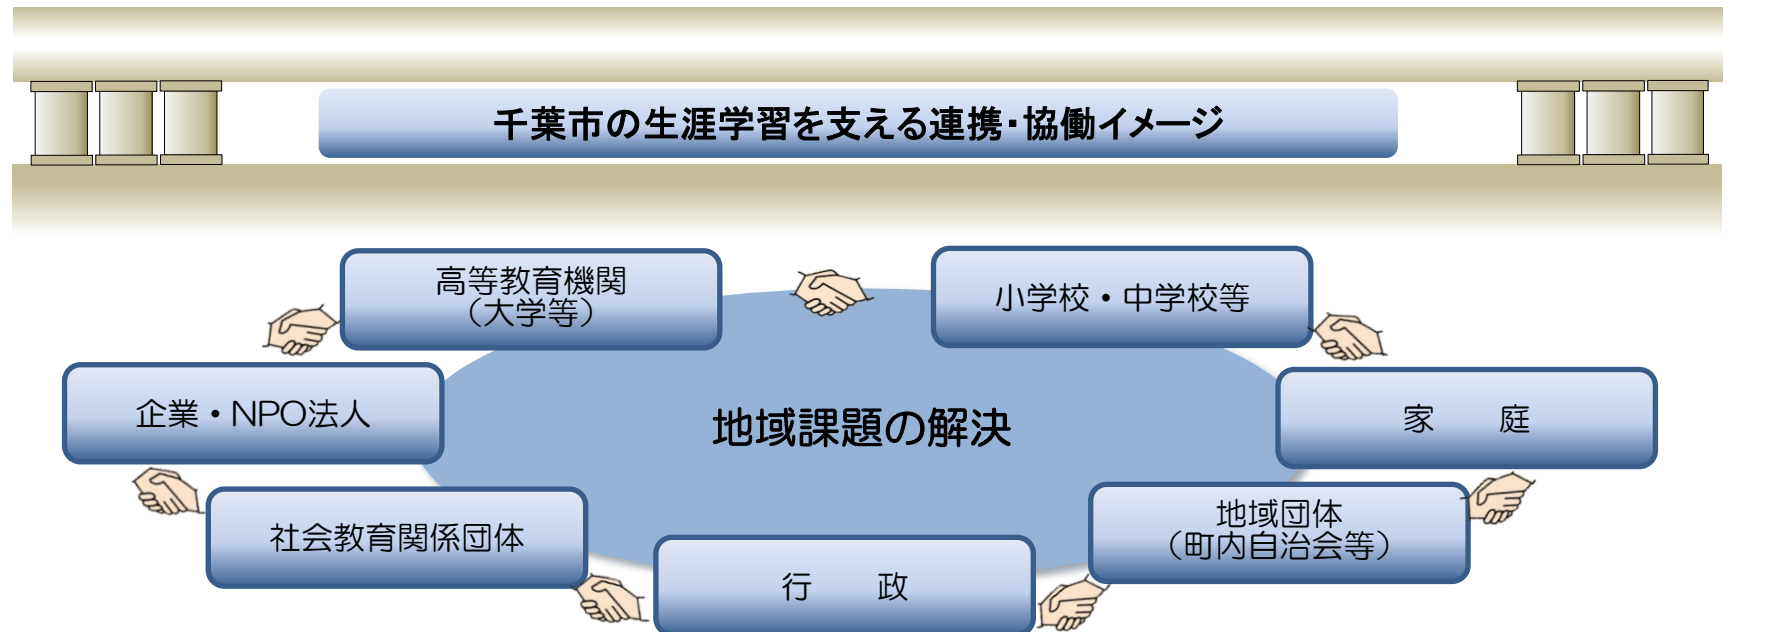 千葉市の生涯学習を支える連携・協働イメージ
高等教育機関
（大学等）
小学校・中学校等
企業・NPO法人
地域課題の解決
家　　庭
社会教育関係団体
地域団体
（町内自治会等）
行　　政